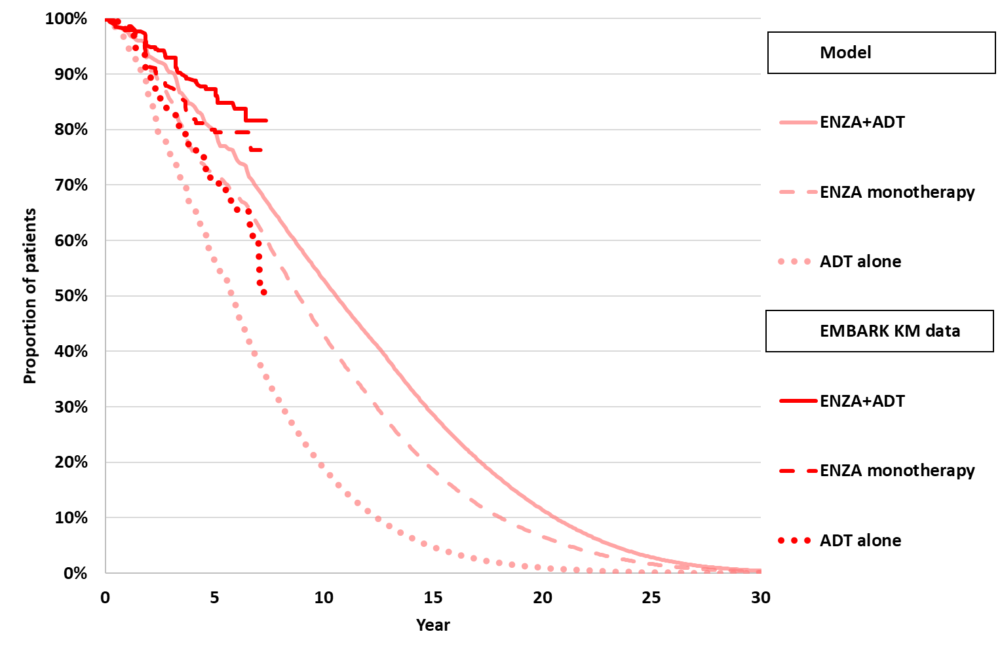 100%
90%
80%
70%
60%
50%
40%
30%
20%
10%
0%
Proportion of patients
0 5 10 15 20 25 30
Year
Model
ENZA+ADT
ENZA monotherapy
ADT alone
EMBARK KM data
ENZA+ADT
ENZA monotherapy
ADT alone